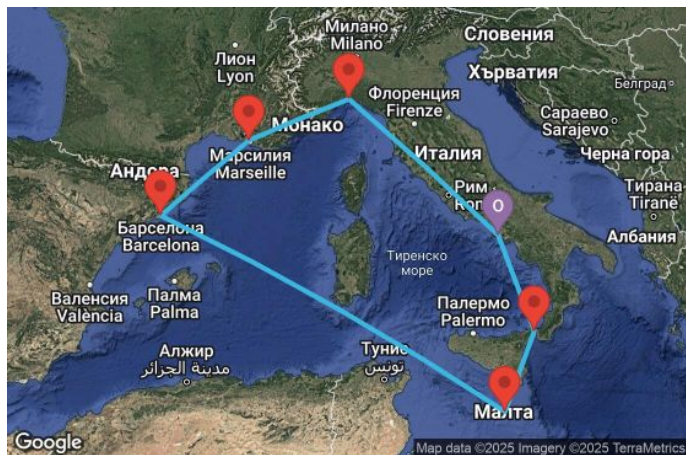 Милано
Milano
Словения
Лион
Lyon
Хърватия
Белград
Флоренция
Firenze
Монако
Сараево
Sarajevo
Марсилия
Marseille
Италия
Черна гора
Андора
Рим
Тирана
Tiranë
O
Барселона
Barcelona
Албания
Тиренско
море
Палма
Palma
Валенсия
València
Палермо
Palermo
Алжир
مدينة الجزائر
Тунис
تونس
Малта
Google
Map data ©2025 Imagery ©2025 TerraMetrics